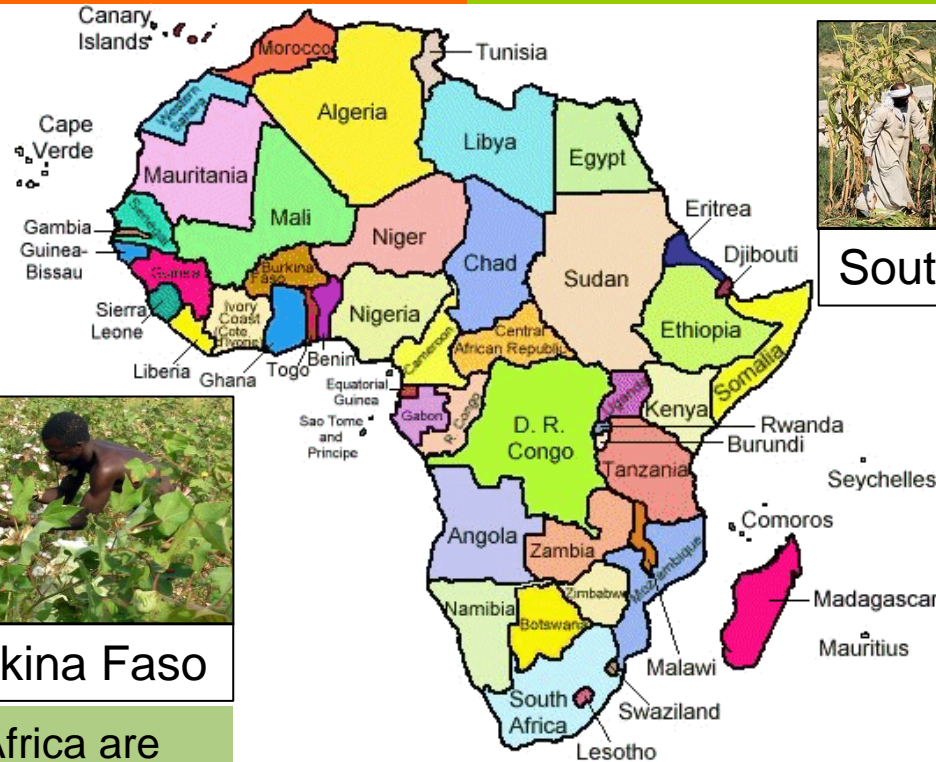 Canary
Islands
Morocco
Tunisia
Algeria
Western
Sahara
Libya
Egypt
Cape
Verde
Mauritania
Mali
Niger
Chad
Sudan
Eritrea
Djibouti
Sout
Gambia
Senegal
Guinea-
Bissau
Guinea
Burkina
Faso
Nigeria
Ethiopia
Somalia
Sierra
Leone
Ivory
Coast
(Cote
d'Ivoire)
Central
African Republic
Cameroon
Liberia
Ghana
Togo
Benin
Equatorial
Guinea
Uganda
Kenya
Gabon
R. Congo
D. R.
Congo
Rwanda
Burundi
Sao Tome
and
Principe
Tanzania
Seychelles
Comoros
Angola
Zambia
Mozambique
Madagascar
Namibia
Zimbabwe
Botswana
Mauritius
kina Faso
Malawi
South
Africa
Swaziland
Lesotho
Africa are